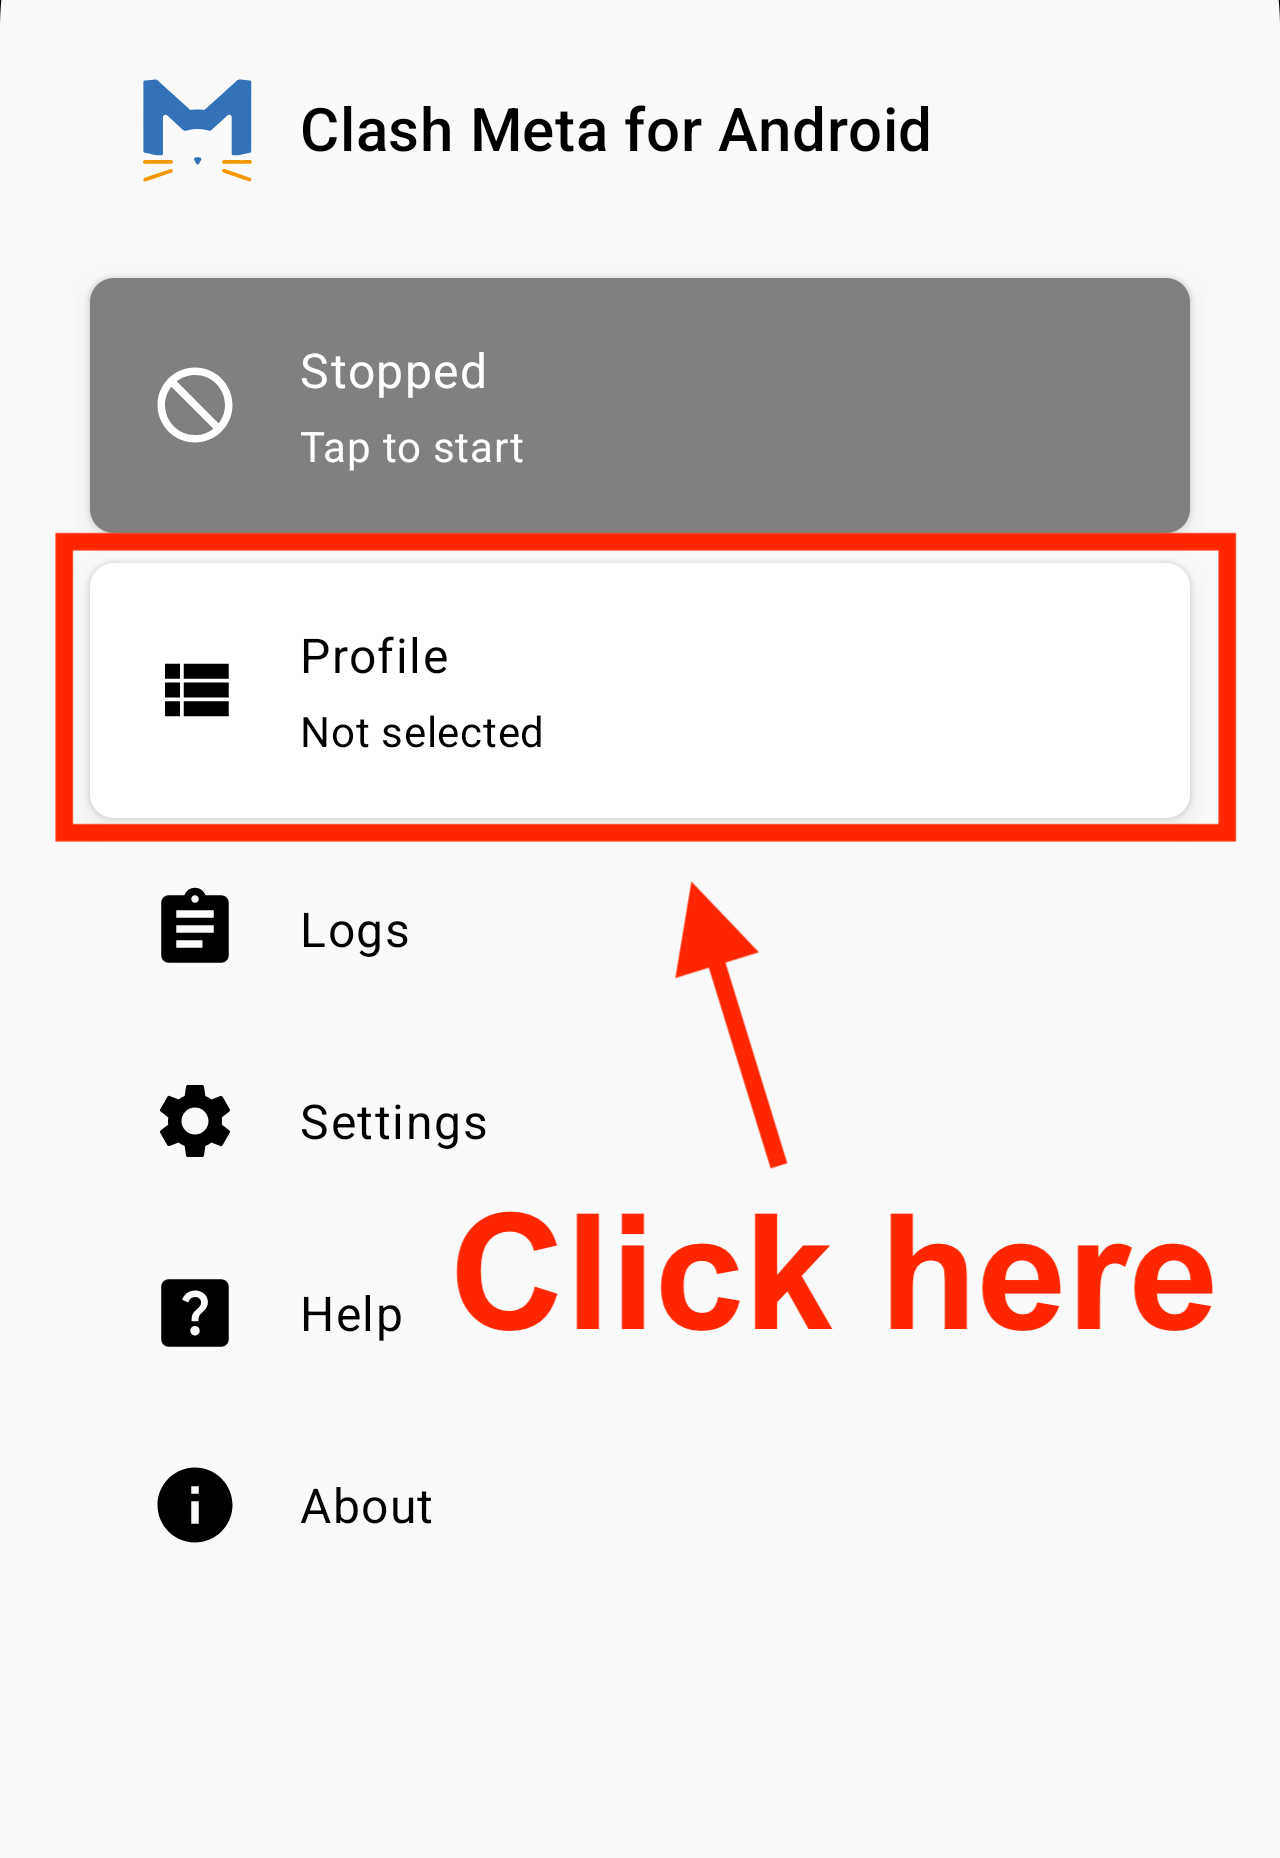 Clash Meta for Android
Stopped
Tap to start
Profile
Not selected
Logs
Settings
Click here
Help
About